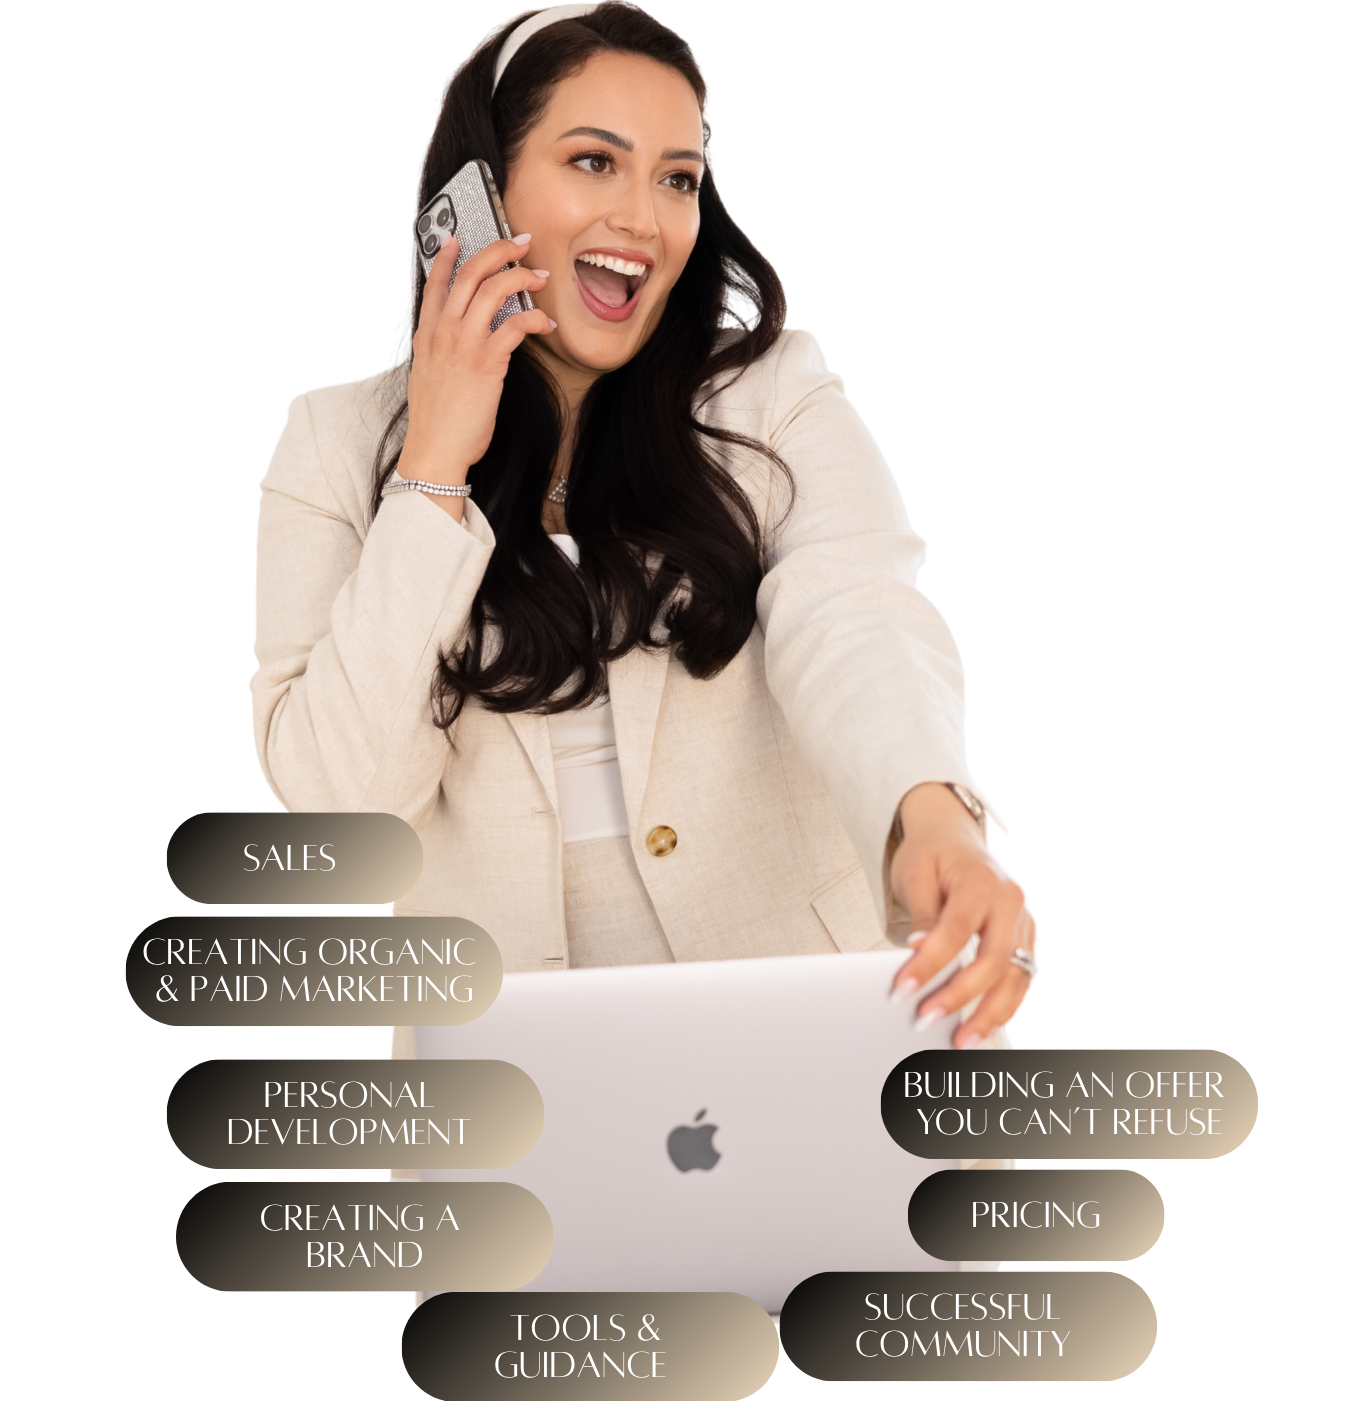 SALES
CREATING ORGANIC
& PAID MARKETING
PERSONAL
DEVELOPMENT
CREATING A
BRAND
TOOLS &
GUIDANCE
BUILDING AN OFFER
YOU CAN'T REFUSE
PRICING
SUCCESSFUL
COMMUNITY